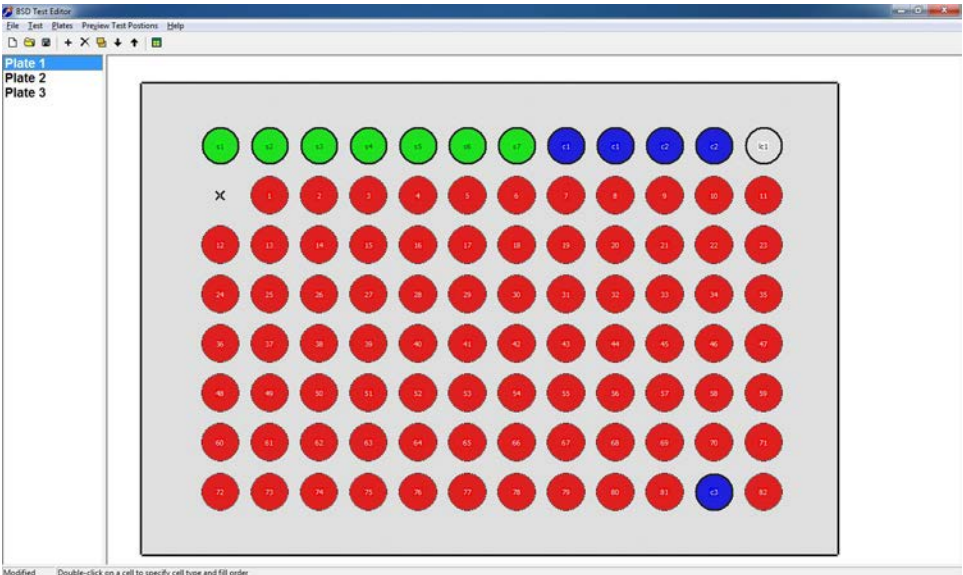 BSD Test Editor
File Test Plates Preview Test Postions Help
Plate 1
Plate 2
Plate 3
s1 s2 s3 s4 s5 s6 s7 c1 c1 c2 c2 lc1
1 2 3 4 5 6 7 8 9 10 11
12 13 14 15 16 17 18 19 20 21 22 23
24 25 26 27 28 29 30 31 32 33 34 35
36 37 38 39 40 41 42 43 44 45 46 47
48 49 50 51 52 53 54 55 56 57 58 59
60 61 62 63 64 65 66 67 68 69 70 71
72 73 74 75 76 77 78 79 80 81 c3 82
Modified Double-click on a cell to specify cell type and fill order